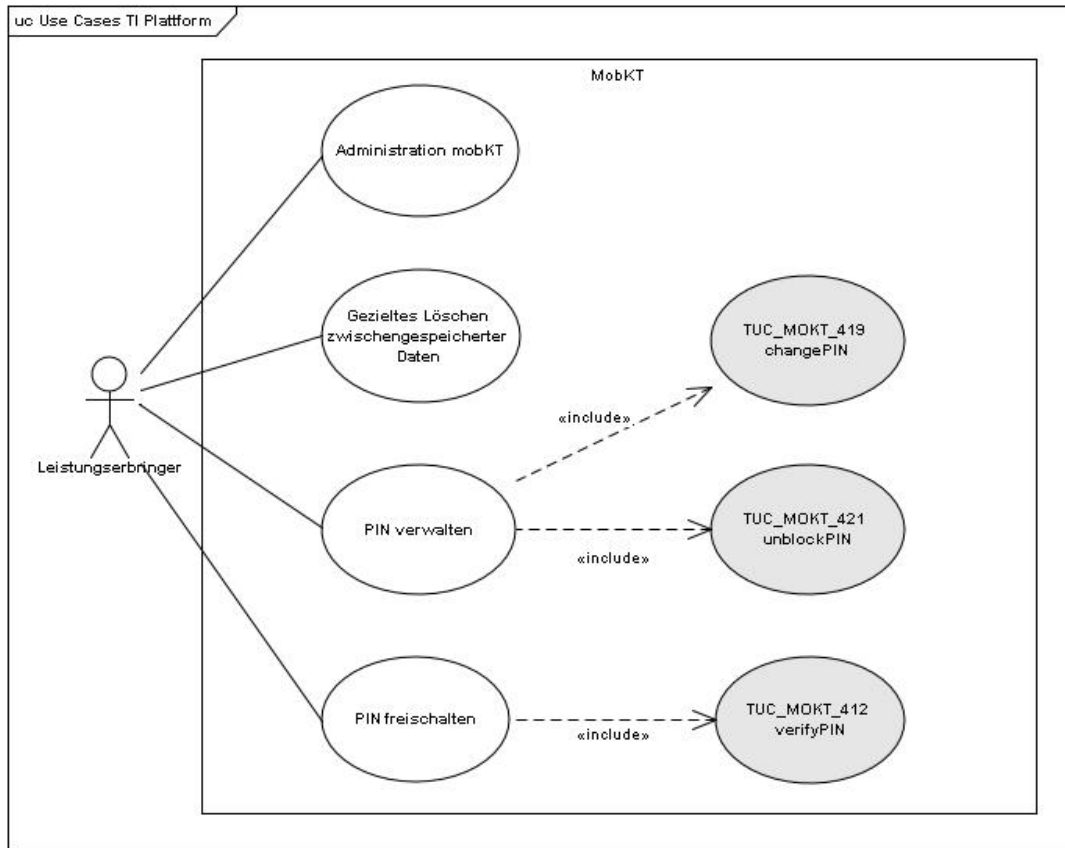 uc Use Cases TI Plattform
MobKT
Administration mobKT
Gezieltes Löschen
zwischengespeicherter
Daten
TUC_MOKT_419
changePIN
«include»
Leistungserbringer
PIN verwalten
TUC_MOKT_421
unblockPIN
«include»
PIN freischalten
TUC_MOKT_412
verifyPIN
«include»